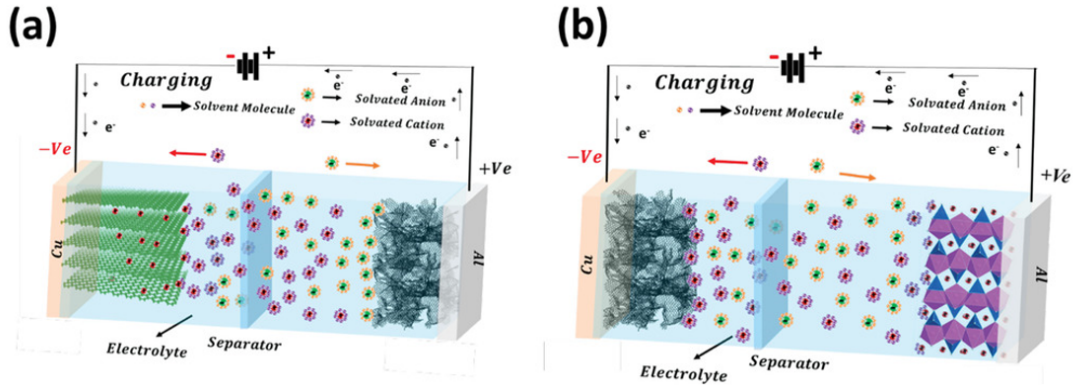 (a)
- +
Charging
e⁻
e⁻
Solvent Molecule
Solvated Anion
Solvated Cation
e⁻
e⁻
-Ve
+Ve
Cu
Al
Electrolyte
Separator
(b)
- +
Charging
e⁻
e⁻
Solvent Molecule
Solvated Anion
Solvated Cation
e⁻
e⁻
-Ve
+Ve
Cu
Al
Electrolyte
Separator